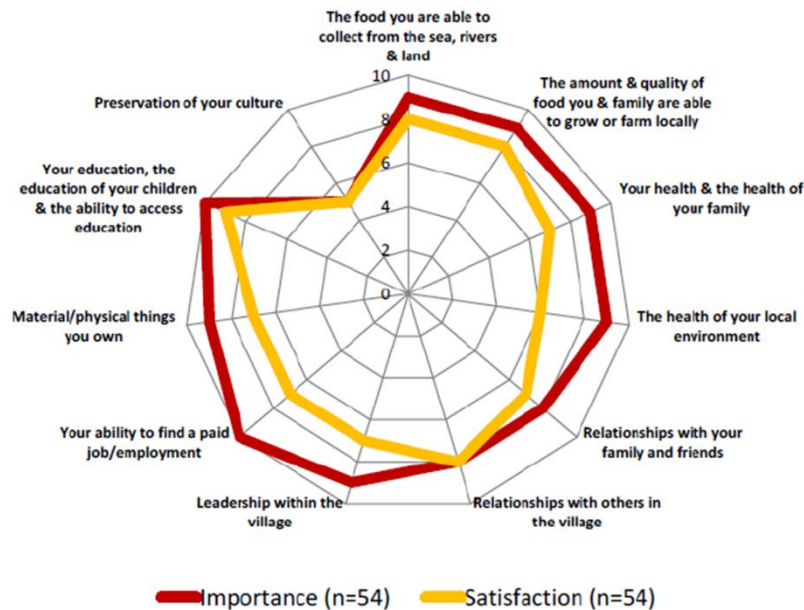 The food you are able to
collect from the sea, rivers
& land
10
8
6
4
2
0
The amount & quality of
food you & family are able
to grow or farm locally
Your health & the health of
your family
The health of your local
environment
Relationships with your
family and friends
Relationships with others in
the village
Leadership within the
village
Your ability to find a paid
job/employment
Material/physical things
you own
Your education, the
education of your children
& the ability to access
education
Preservation of your culture
Importance (n=54)
Satisfaction (n=54)